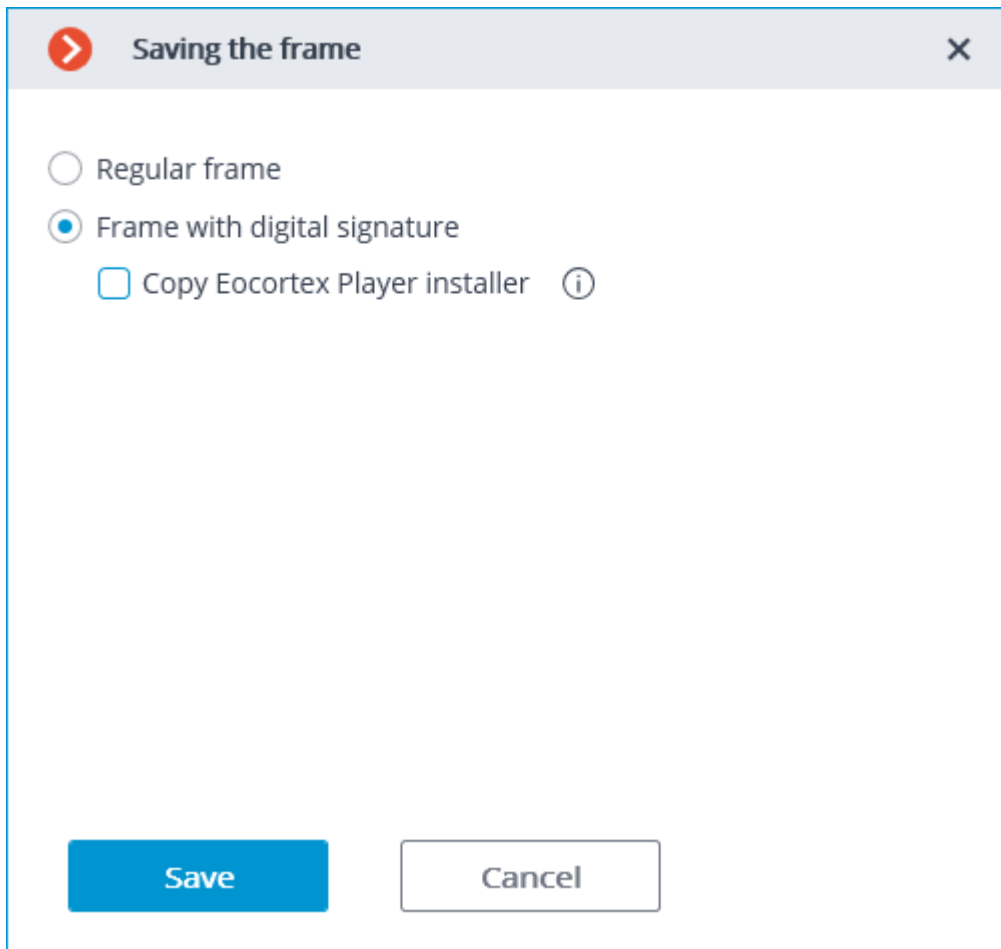 Saving the frame
Regular frame
Frame with digital signature
Copy Eocortex Player installer
Save Cancel